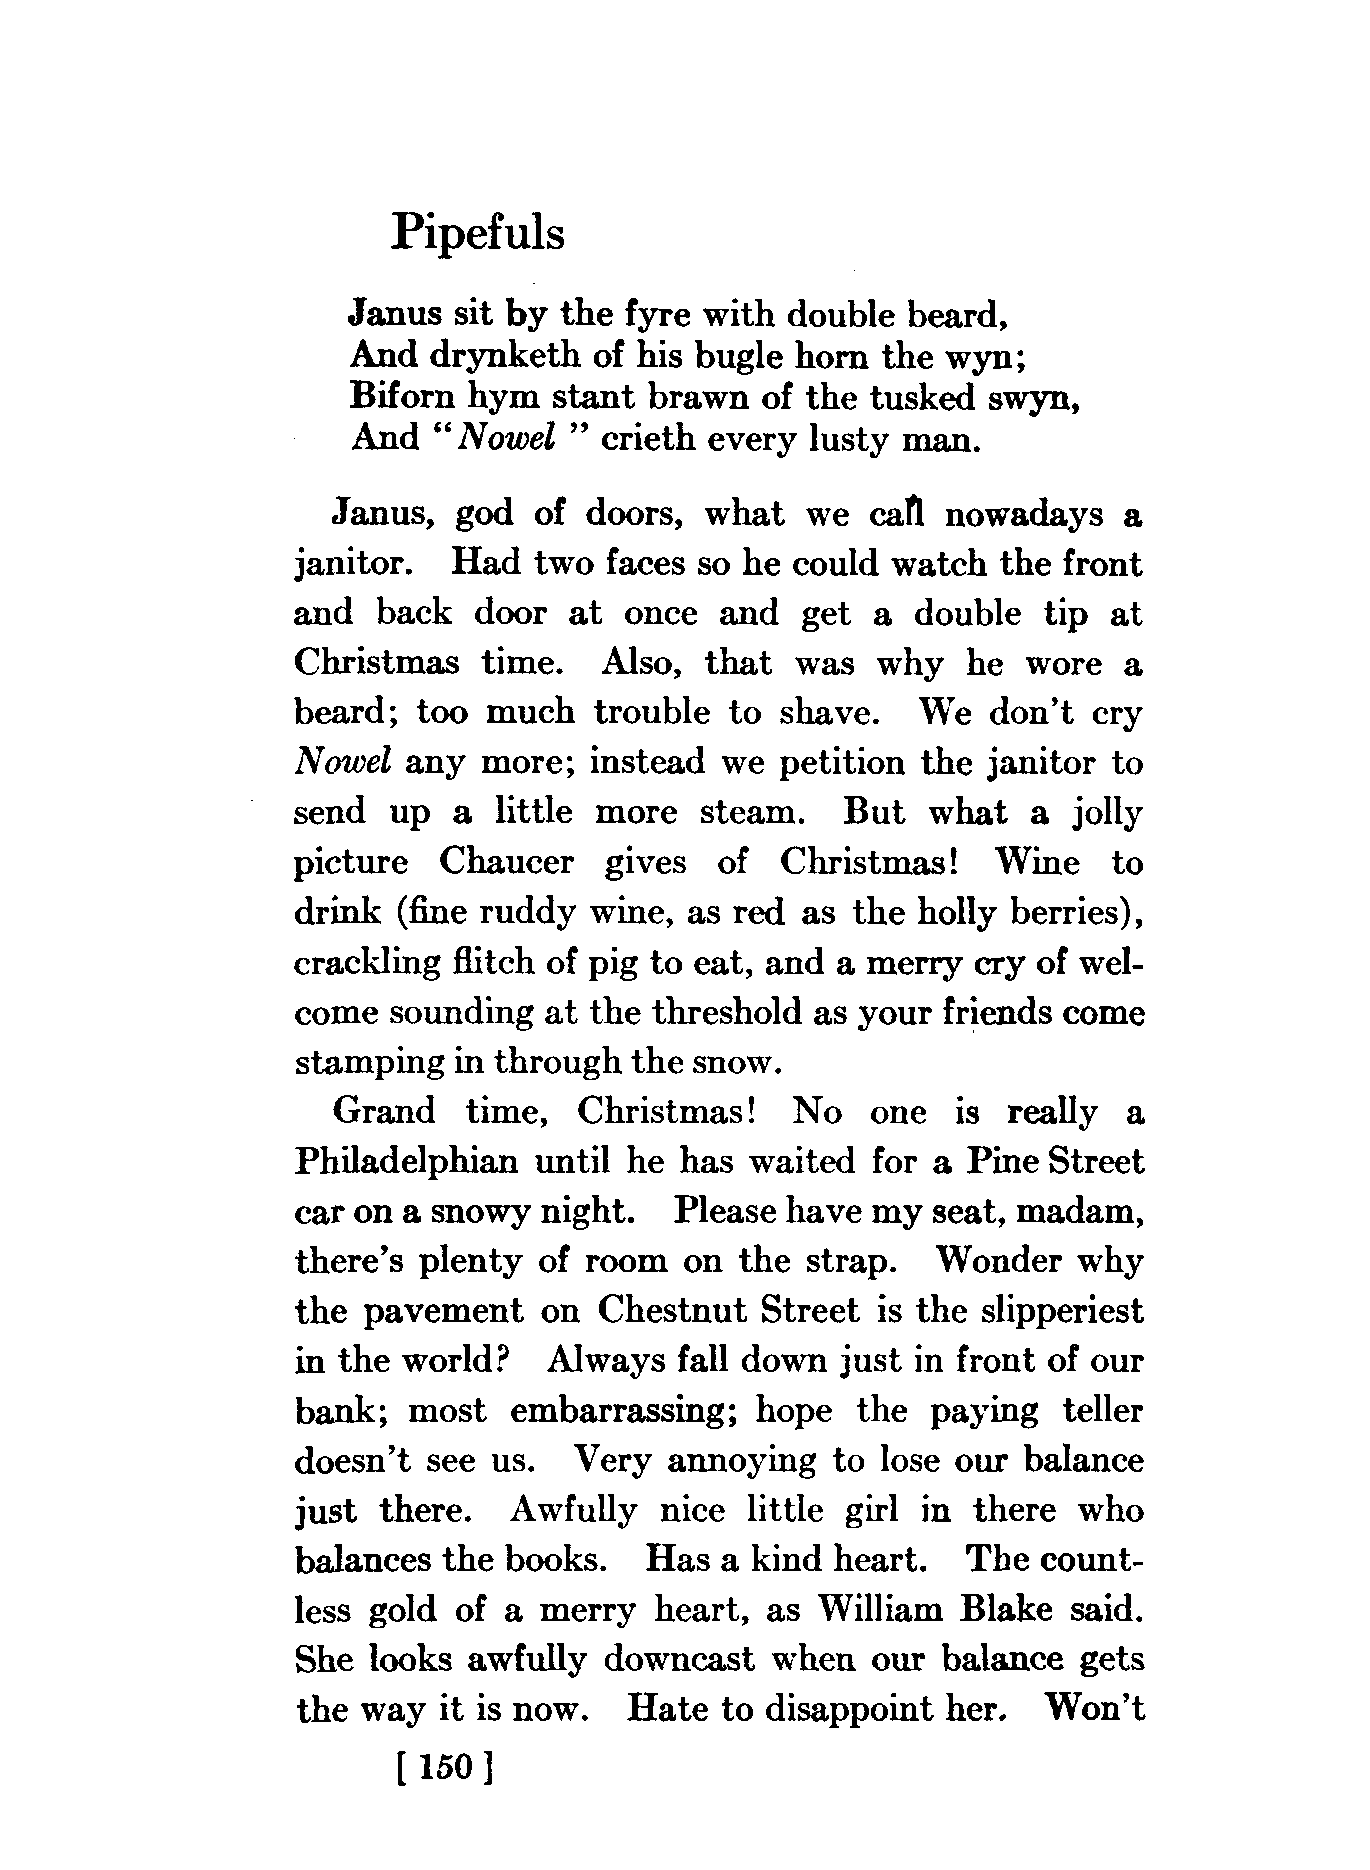 Pipefuls
Janus sit by the fyre with double beard,
And drynketh of his bugle horn the wyn;
Biforn hym stant brawn of the tusked swyn,
And "Nowel" crieth every lusty man.
Janus, god of doors, what we call nowadays a
janitor. Had two faces so he could watch the front
and back door at once and get a double tip at
Christmas time. Also, that was why he wore a
beard; too much trouble to shave. We don't cry
Nowel any more; instead we petition the janitor to
send up a little more steam. But what a jolly
picture Chaucer gives of Christmas! Wine to
drink (fine ruddy wine, as red as the holly berries),
crackling flitch of pig to eat, and a merry cry of wel-
come sounding at the threshold as your friends come
stamping in through the snow.
Grand time, Christmas! No one is really a
Philadelphian until he has waited for a Pine Street
car on a snowy night. Please have my seat, madam,
there's plenty of room on the strap. Wonder why
the pavement on Chestnut Street is the slipperiest
in the world? Always fall down just in front of our
bank; most embarrassing; hope the paying teller
doesn't see us. Very annoying to lose our balance
just there. Awfully nice little girl in there who
balances the books. Has a kind heart. The count-
less gold of a merry heart, as William Blake said.
She looks awfully downcast when our balance gets
the way it is now. Hate to disappoint her. Won't
[ 150 ]